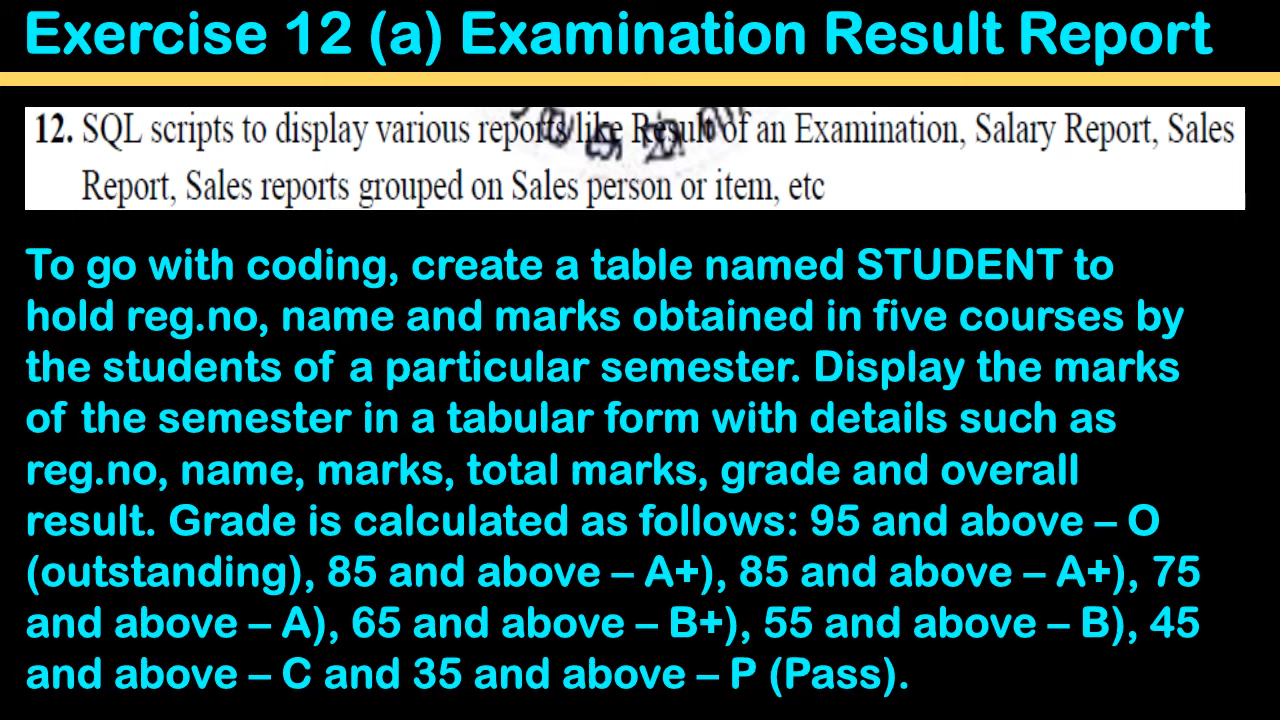 Exercise 12 (a) Examination Result Report
12. SQL scripts to display various reports like Result of an Examination, Salary Report, Sales
Report, Sales reports grouped on Sales person or item, etc
To go with coding, create a table named STUDENT to
hold reg.no, name and marks obtained in five courses by
the students of a particular semester. Display the marks
of the semester in a tabular form with details such as
reg.no, name, marks, total marks, grade and overall
result. Grade is calculated as follows: 95 and above – O
(outstanding), 85 and above – A+), 85 and above – A+), 75
and above – A), 65 and above – B+), 55 and above – B), 45
and above – C and 35 and above – P (Pass).